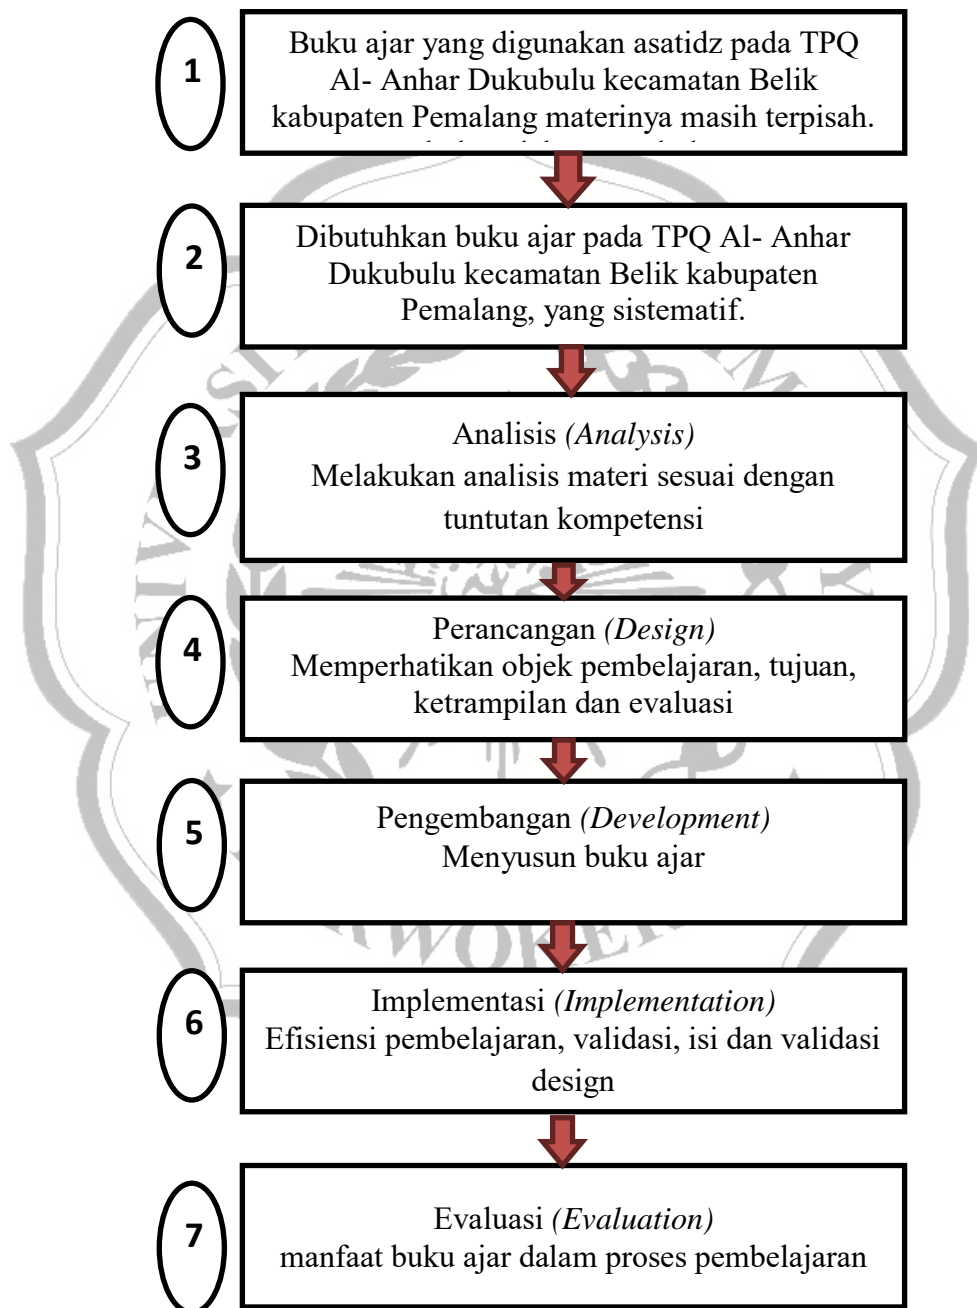 1
Buku ajar yang digunakan asatidz pada TPQ
Al- Anhar Dukubulu kecamatan Belik
kabupaten Pemalang materinya masih terpisah.
2
Dibutuhkan buku ajar pada TPQ Al- Anhar
Dukubulu kecamatan Belik kabupaten
Pemalang, yang sistematif.
3
Analisis (Analysis)
Melakukan analisis materi sesuai dengan
tuntutan kompetensi
4
Perancangan (Design)
Memperhatikan objek pembelajaran, tujuan,
ketrampilan dan evaluasi
5
Pengembangan (Development)
Menyusun buku ajar
6
Implementasi (Implementation)
Efisiensi pembelajaran, validasi, isi dan validasi
design
7
Evaluasi (Evaluation)
manfaat buku ajar dalam proses pembelajaran